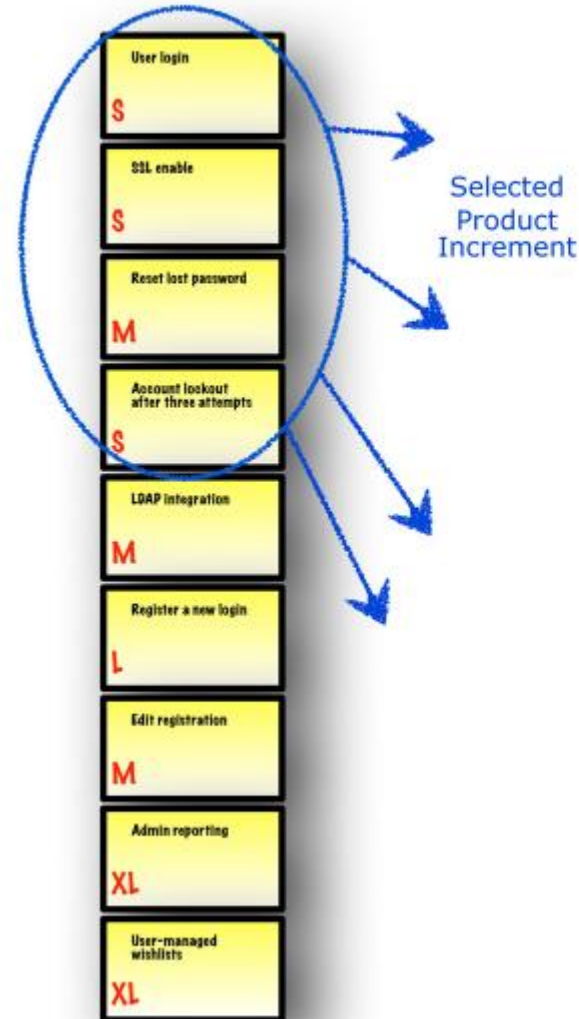 User login
S
SSL enable
S
Reset lost password
M
Account lockout
after three attempts
S
LDAP integration
M
Register a new login
L
Edit registration
M
Admin reporting
XL
User-managed
wishlists
XL
Selected
Product
Increment